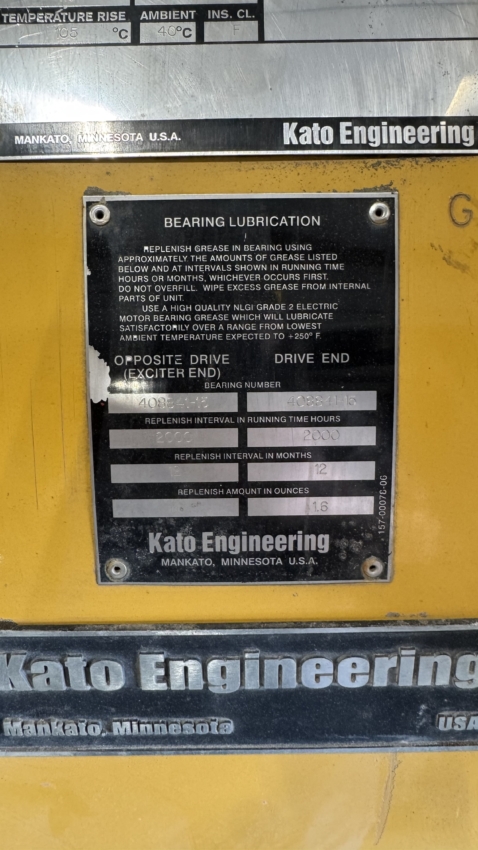 TEMPERATURE RISE AMBIENT INS. CL.
105 °C 40°C F
MANKATO, MINNESOTA U.S.A. Kato Engineering
G
BEARING LUBRICATION
REPLENISH GREASE IN BEARING USING
APPROXIMATELY THE AMOUNTS OF GREASE LISTED
BELOW AND AT INTERVALS SHOWN IN RUNNING TIME
HOURS OR MONTHS, WHICHEVER OCCURS FIRST.
DO NOT OVERFILL. WIPE EXCESS GREASE FROM INTERNAL
PARTS OF UNIT.
USE A HIGH QUALITY NLGI GRADE 2 ELECTRIC
MOTOR BEARING GREASE WHICH WILL LUBRICATE
SATISFACTORILY OVER A RANGE FROM LOWEST
AMBIENT TEMPERATURE EXPECTED TO +250° F.
OPPOSITE DRIVE DRIVE END
(EXCITER END)
BEARING NUMBER
REPLENISH INTERVAL IN RUNNING TIME HOURS
2000 2000
REPLENISH INTERVAL IN MONTHS
12
REPLENISH AMOUNT IN OUNCES
1.6
157-00070-06
Kato Engineering
MANKATO, MINNESOTA U.S.A.
Kato Engineering
Mankato, Minnesota USA